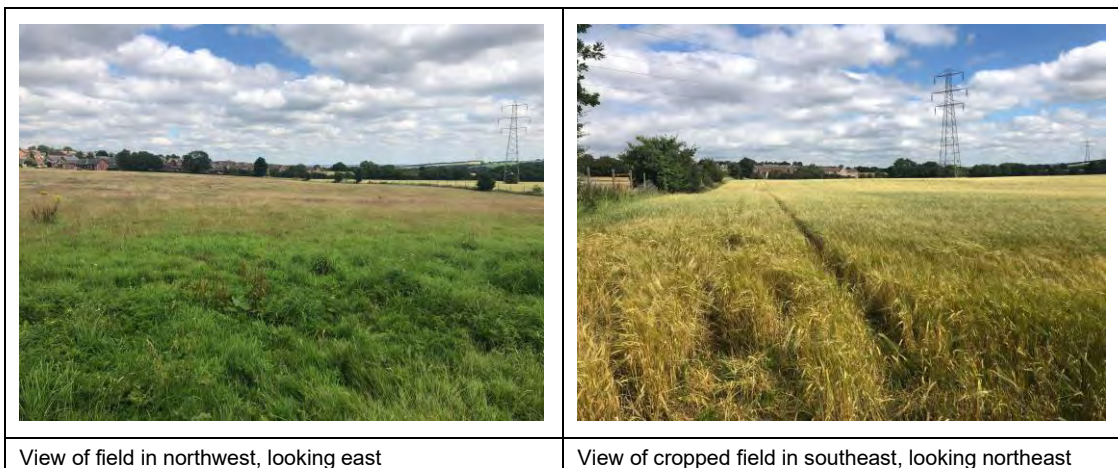 View of field in northwest, looking east
View of cropped field in southeast, looking northeast